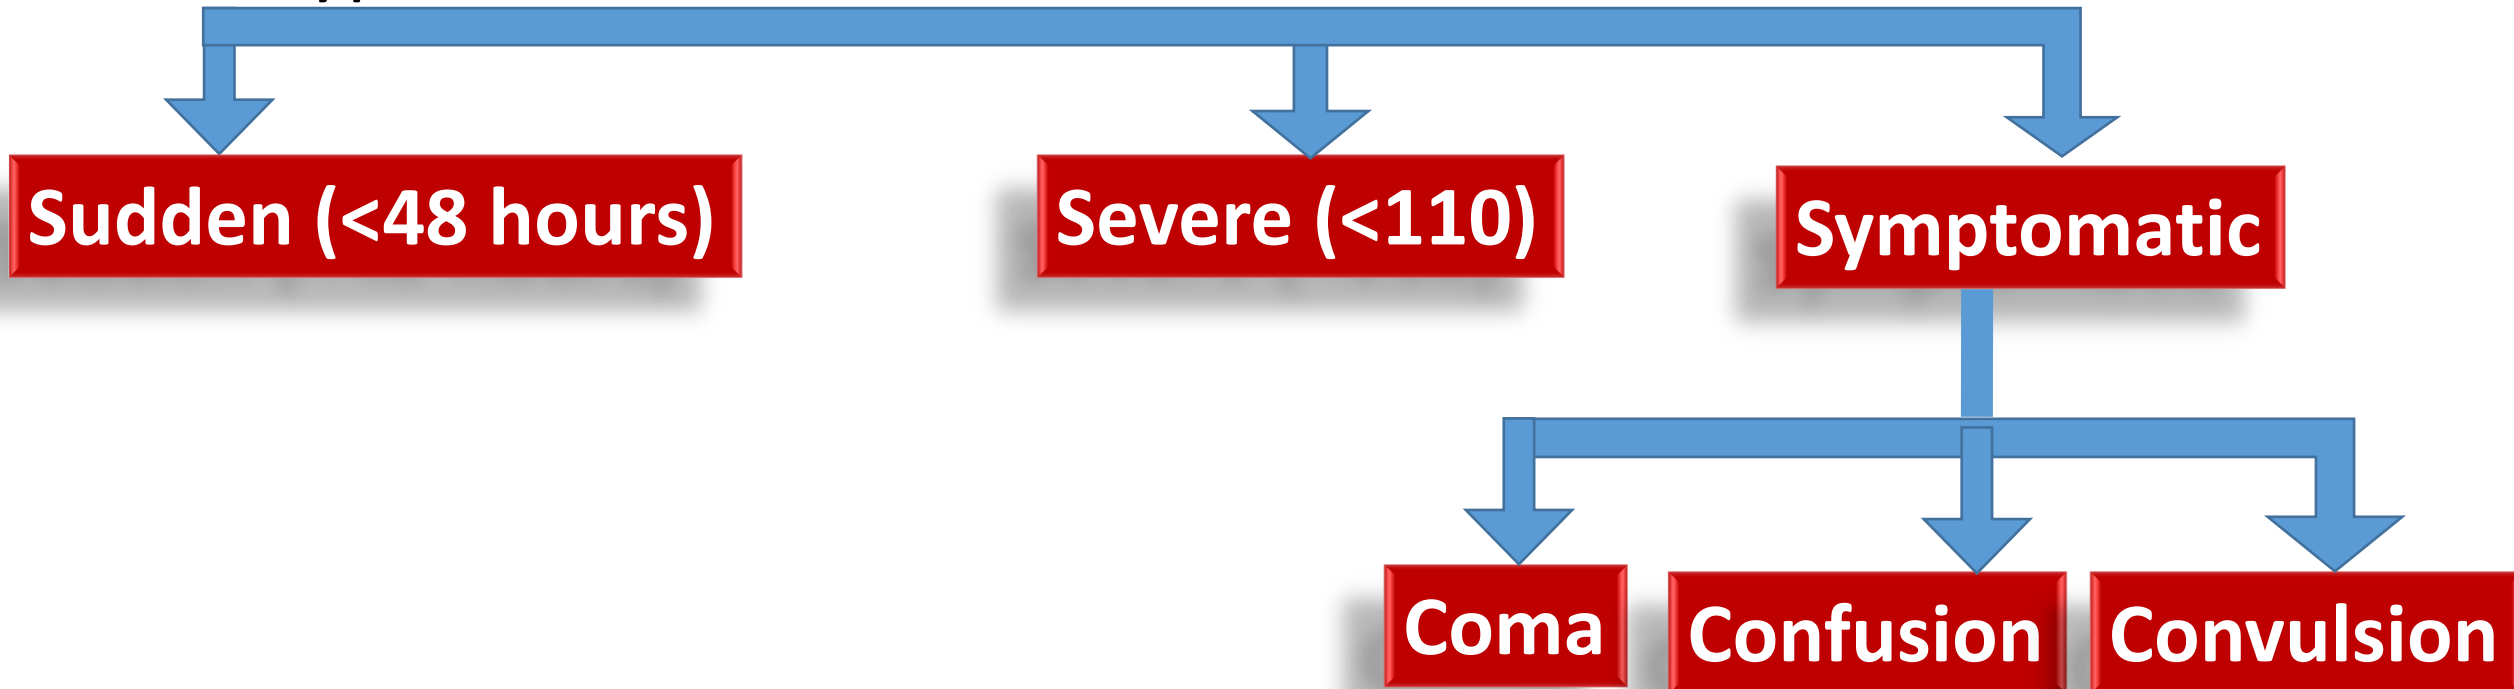 Sudden (<48 hours)
Severe (<110)
Symptomatic
Coma
Confusion
Convulsion